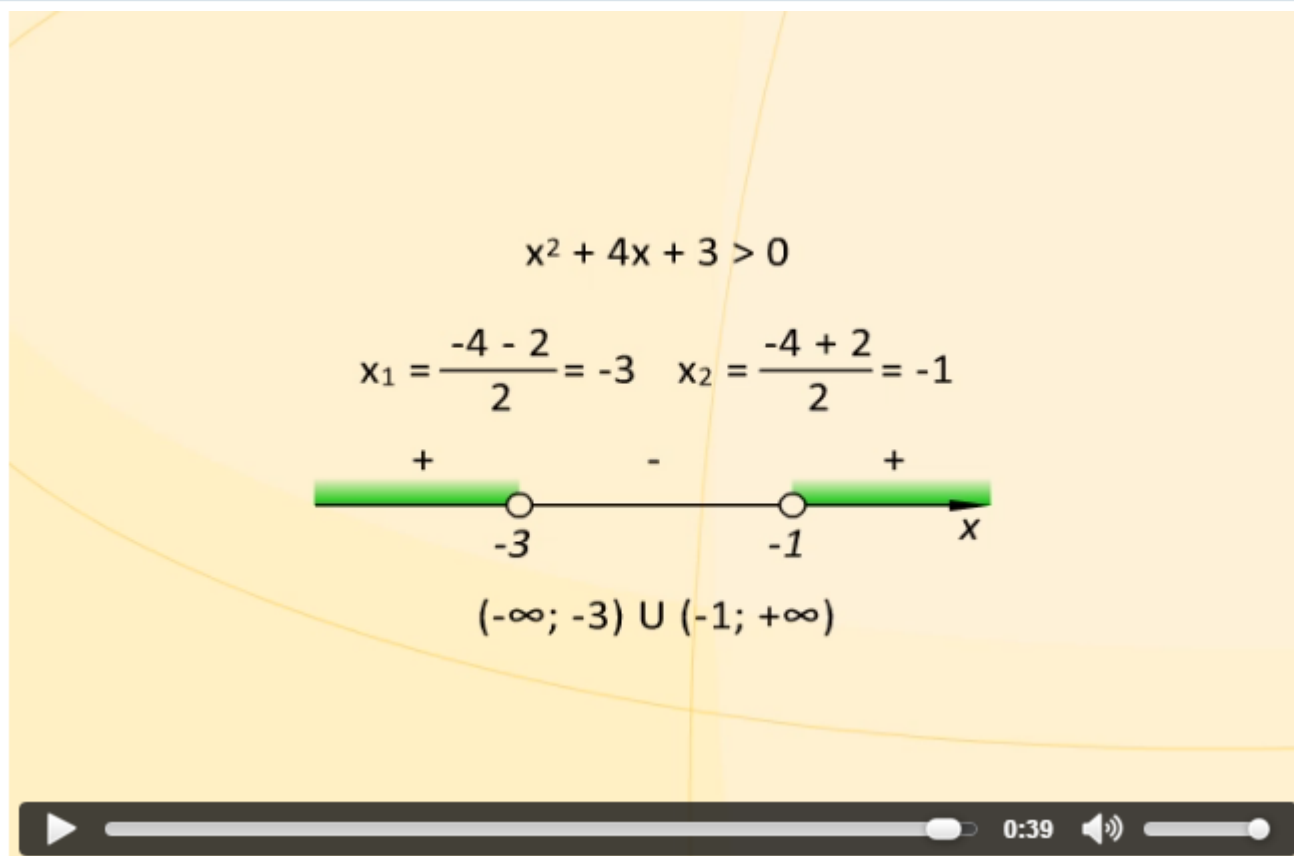 x² + 4x + 3 > 0
x₁ = -4 - 2 / 2 = -3 x₂ = -4 + 2 / 2 = -1
+ - +
-3 -1 x
(-∞; -3) U (-1; +∞)
0:39